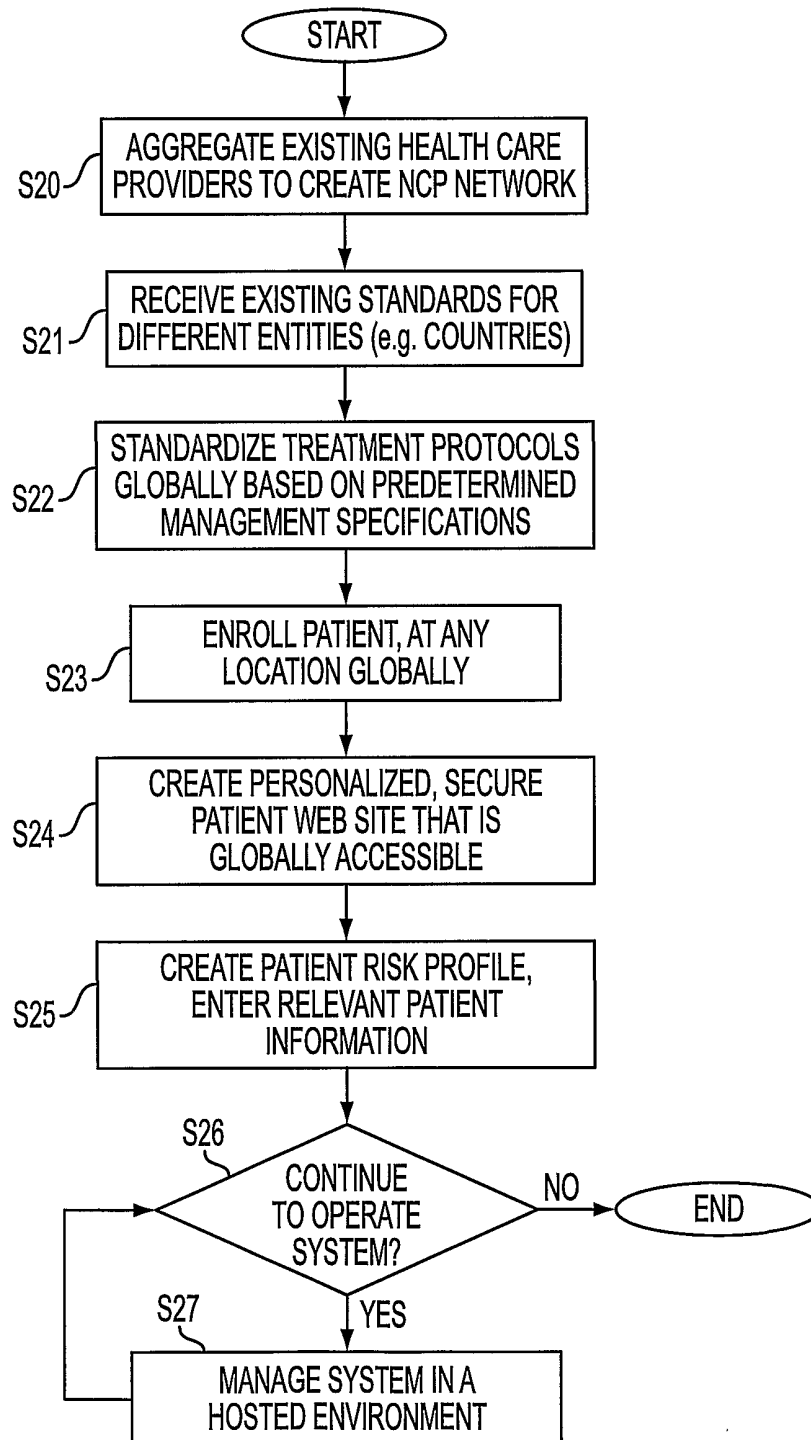 START
S20
AGGREGATE EXISTING HEALTH CARE
PROVIDERS TO CREATE NCP NETWORK
S21
RECEIVE EXISTING STANDARDS FOR
DIFFERENT ENTITIES (e.g. COUNTRIES)
S22
STANDARDIZE TREATMENT PROTOCOLS
GLOBALLY BASED ON PREDETERMINED
MANAGEMENT SPECIFICATIONS
S23
ENROLL PATIENT, AT ANY
LOCATION GLOBALLY
S24
CREATE PERSONALIZED, SECURE
PATIENT WEB SITE THAT IS
GLOBALLY ACCESSIBLE
S25
CREATE PATIENT RISK PROFILE,
ENTER RELEVANT PATIENT
INFORMATION
S26
CONTINUE
TO OPERATE
SYSTEM?
NO
END
YES
S27
MANAGE SYSTEM IN A
HOSTED ENVIRONMENT